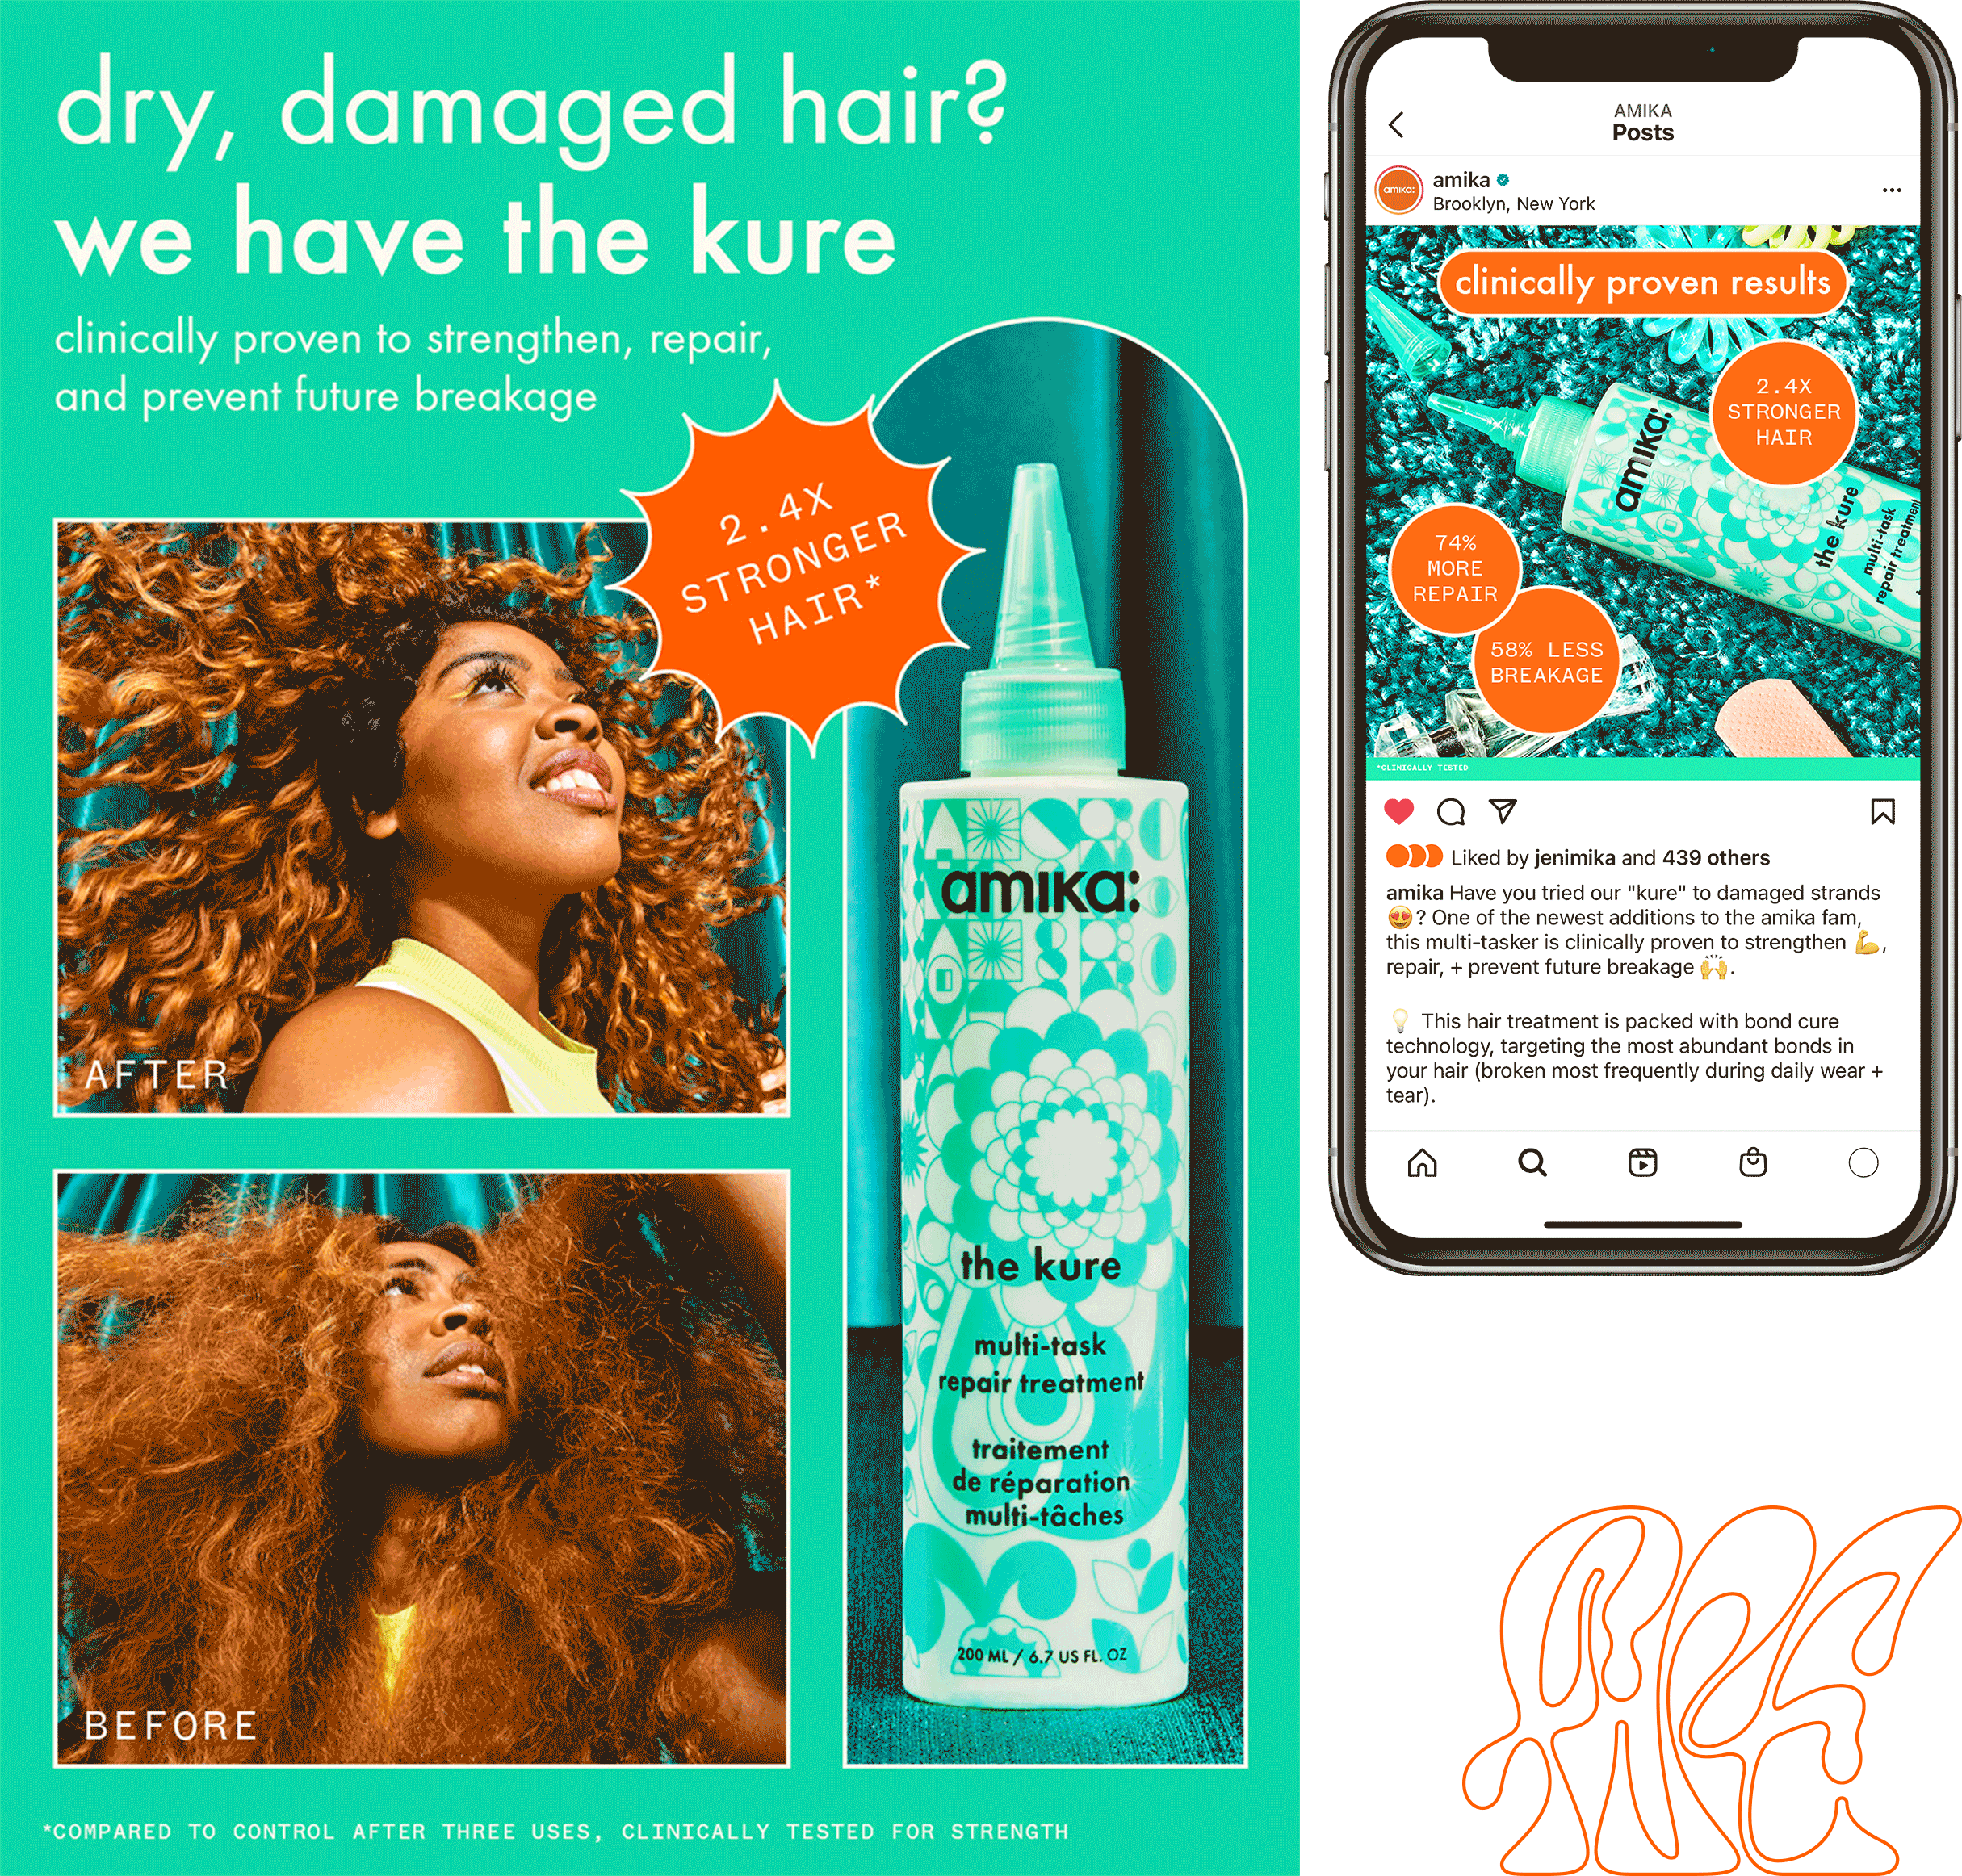 dry, damaged hair?
we have the kure
clinically proven to strengthen, repair,
and prevent future breakage
2.4X
STRONGER
HAIR*
AFTER
BEFORE
amika:
the kure
multi-task
repair treatment
traitement
de réparation
multi-tâches
200 ML / 6.7 US FL. OZ
*COMPARED TO CONTROL AFTER THREE USES, CLINICALLY TESTED FOR STRENGTH
AMIKA
Posts
amika:
amika
Brooklyn, New York
clinically proven results
2.4X
STRONGER
HAIR
amika:
the kure
multi-task
repair treatment
74%
MORE
REPAIR
58% LESS
BREAKAGE
*CLINICALLY TESTED
Liked by jenimika and 439 others
amika Have you tried our "kure" to damaged strands
😍? One of the newest additions to the amika fam,
this multi-tasker is clinically proven to strengthen 💪,
repair, + prevent future breakage 🙌.
💡 This hair treatment is packed with bond cure
technology, targeting the most abundant bonds in
your hair (broken most frequently during daily wear +
tear).